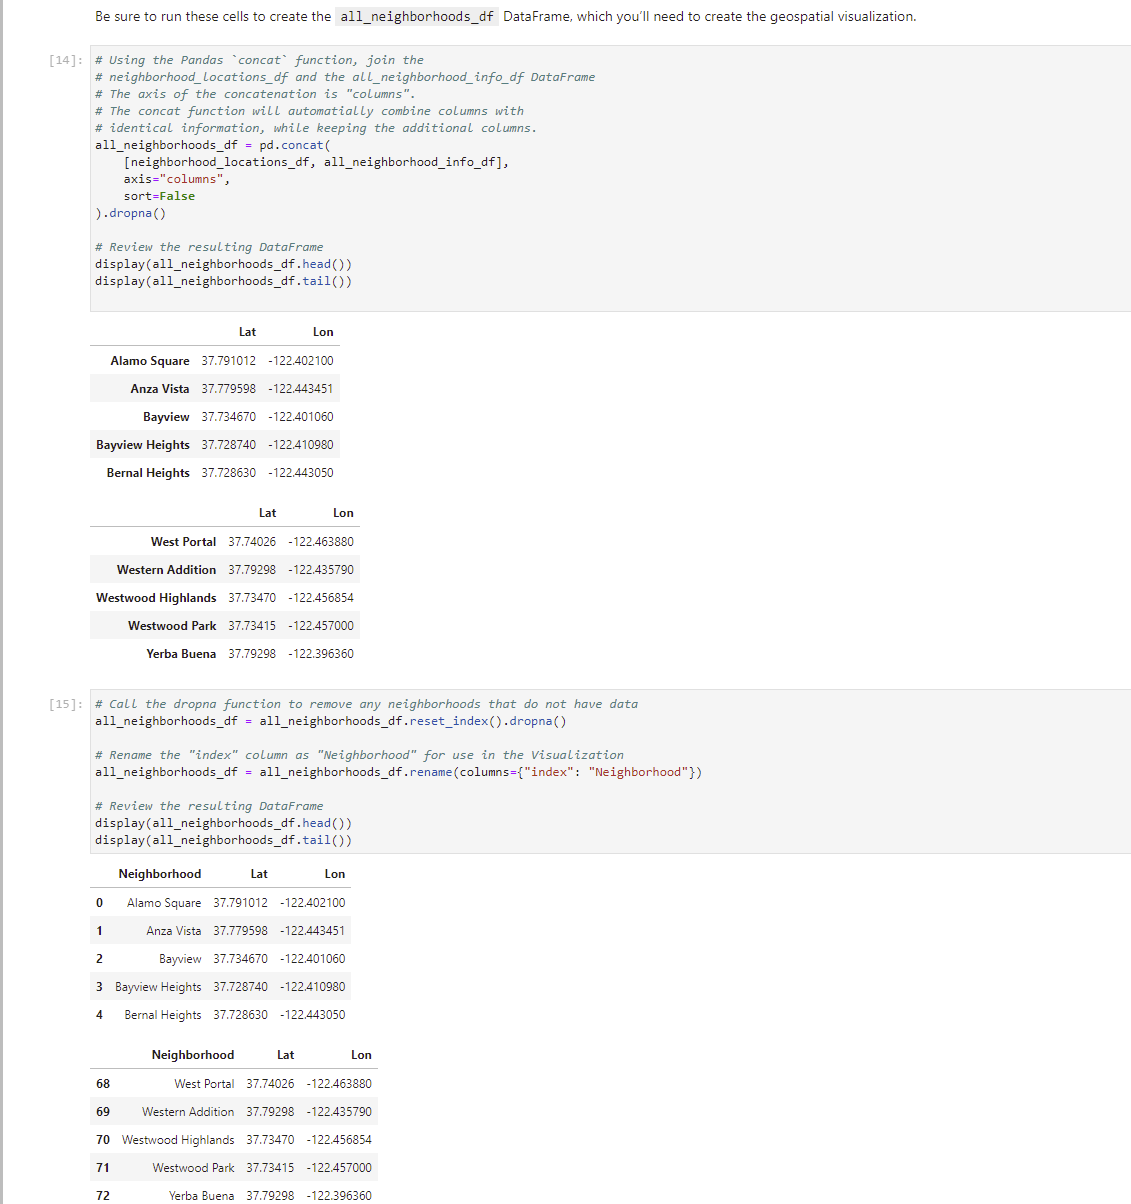 Be sure to run these cells to create the all_neighborhoods_df DataFrame, which you'll need to create the geospatial visualization.
[14]: # Using the Pandas `concat` function, join the
# neighborhood_locations_df and the all_neighborhood_info_df DataFrame
# The axis of the concatenation is "columns".
# The concat function will automatially combine columns with
# identical information, while keeping the additional columns.
all_neighborhoods_df = pd.concat(
[neighborhood_locations_df, all_neighborhood_info_df],
axis="columns",
sort=False
).dropna()
# Review the resulting DataFrame
display(all_neighborhoods_df.head())
display(all_neighborhoods_df.tail())
Lat Lon
Alamo Square 37.791012 -122.402100
Anza Vista 37.779598 -122.443451
Bayview 37.734670 -122.401060
Bayview Heights 37.728740 -122.410980
Bernal Heights 37.728630 -122.443050
Lat Lon
West Portal 37.74026 -122.463880
Western Addition 37.79298 -122.435790
Westwood Highlands 37.73470 -122.456854
Westwood Park 37.73415 -122.457000
Yerba Buena 37.79298 -122.396360
[15]: # Call the dropna function to remove any neighborhoods that do not have data
all_neighborhoods_df = all_neighborhoods_df.reset_index().dropna()
# Rename the "index" column as "Neighborhood" for use in the Visualization
all_neighborhoods_df = all_neighborhoods_df.rename(columns={"index": "Neighborhood"})
# Review the resulting DataFrame
display(all_neighborhoods_df.head())
display(all_neighborhoods_df.tail())
Neighborhood Lat Lon
0 Alamo Square 37.791012 -122.402100
1 Anza Vista 37.779598 -122.443451
2 Bayview 37.734670 -122.401060
3 Bayview Heights 37.728740 -122.410980
4 Bernal Heights 37.728630 -122.443050
Neighborhood Lat Lon
68 West Portal 37.74026 -122.463880
69 Western Addition 37.79298 -122.435790
70 Westwood Highlands 37.73470 -122.456854
71 Westwood Park 37.73415 -122.457000
72 Yerba Buena 37.79298 -122.396360